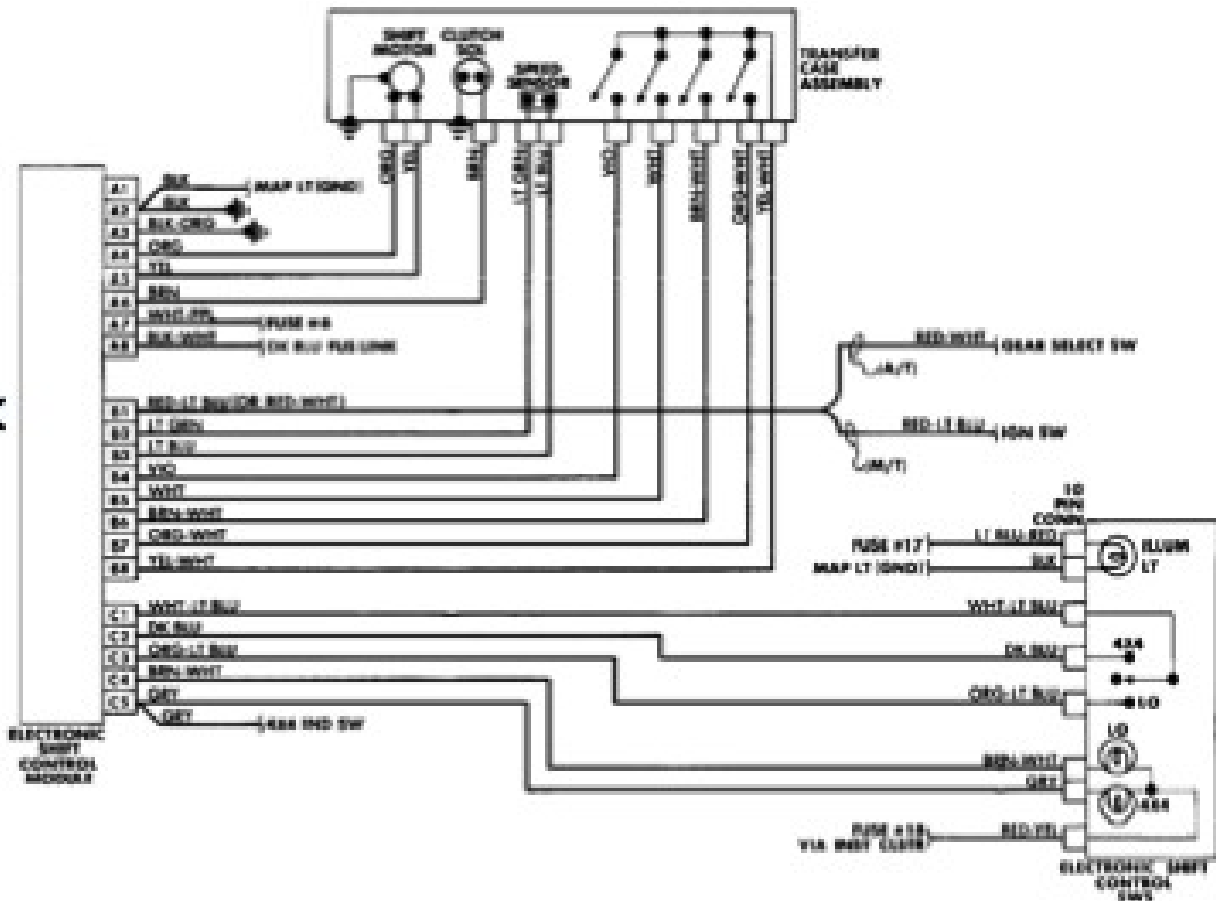 SHIFT MOTOR
CLUTCH SOL
SPEED SENSOR
TRANSFER CASE ASSEMBLY
ORG
YEL
BRN
LT GRN
LT BLU
VIO
WHT
BRN-WHT
ORG-WHT
YEL-WHT
A1 BLK MAP LT (GND)
A2 BLK
A3 BLK-ORG
A4 ORG
A5 YEL
A6 BRN
A7 WHT-PPL FUSE #8
A8 BLK-WHT DK BLU FUS LINK
B1 RED-LT BLU (OR RED-WHT)
B2 LT GRN
B3 LT BLU
B4 VIO
B5 WHT
B6 BRN-WHT
B7 ORG-WHT
B8 YEL-WHT
RED-WHT GEAR SELECT SW
(A/T)
RED-LT BLU IGN SW
(M/T)
C1 WHT-LT BLU
C2 DK BLU
C3 ORG-LT BLU
C4 BRN-WHT
C5 GRY
GRY 4X4 IND SW
ELECTRONIC
SHIFT
CONTROL
MODULE
10
PIN
CONN
FUSE #17 LT BLU-RED
MAP LT (GND) BLK
ILLUM
LT
WHT-LT BLU
DK BLU 4X4
ORG-LT BLU LO
LO
BRN-WHT
GRY 4X4
FUSE #18 RED-YEL
VIA INST CLSTR
ELECTRONIC SHIFT
CONTROL
SWS